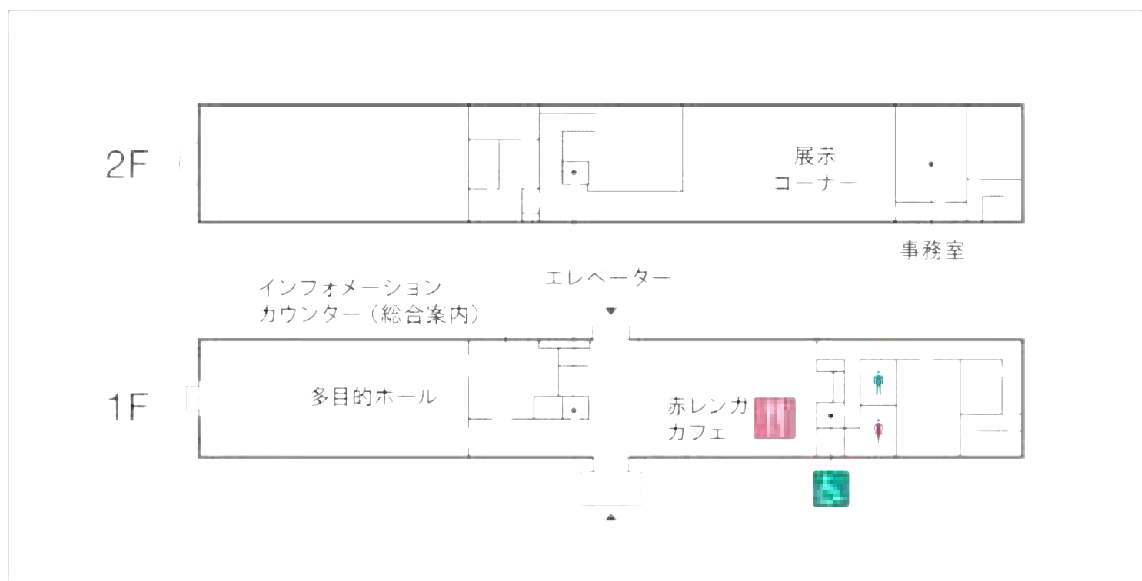 2F
展示
コーナー
事務室
エレベーター
インフォメーション
カウンター（総合案内）
1F
多目的ホール
赤レンガ
カフェ